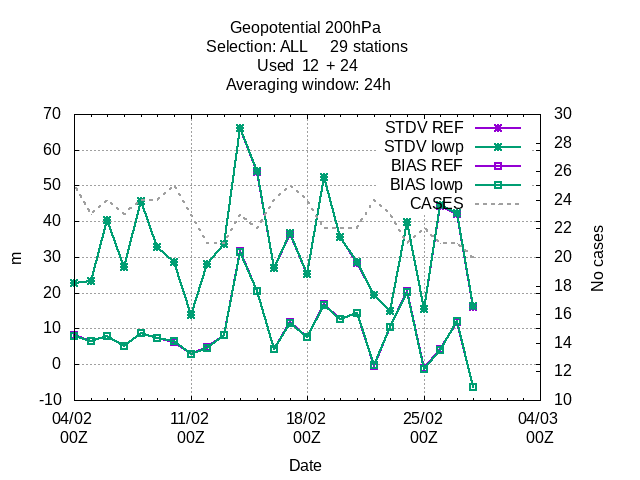 Geopotential 200hPa
Selection: ALL     29 stations
Used  12  + 24
Averaging window: 24h
70 30
60 28
50 26
40 24
30 22
20 20
10 18
0 16
-10 14
12
10
STDV REF
STDV lowp
BIAS REF
BIAS lowp
CASES
m
No cases
04/02 11/02 18/02 25/02 04/03
00Z 00Z 00Z 00Z 00Z
Date